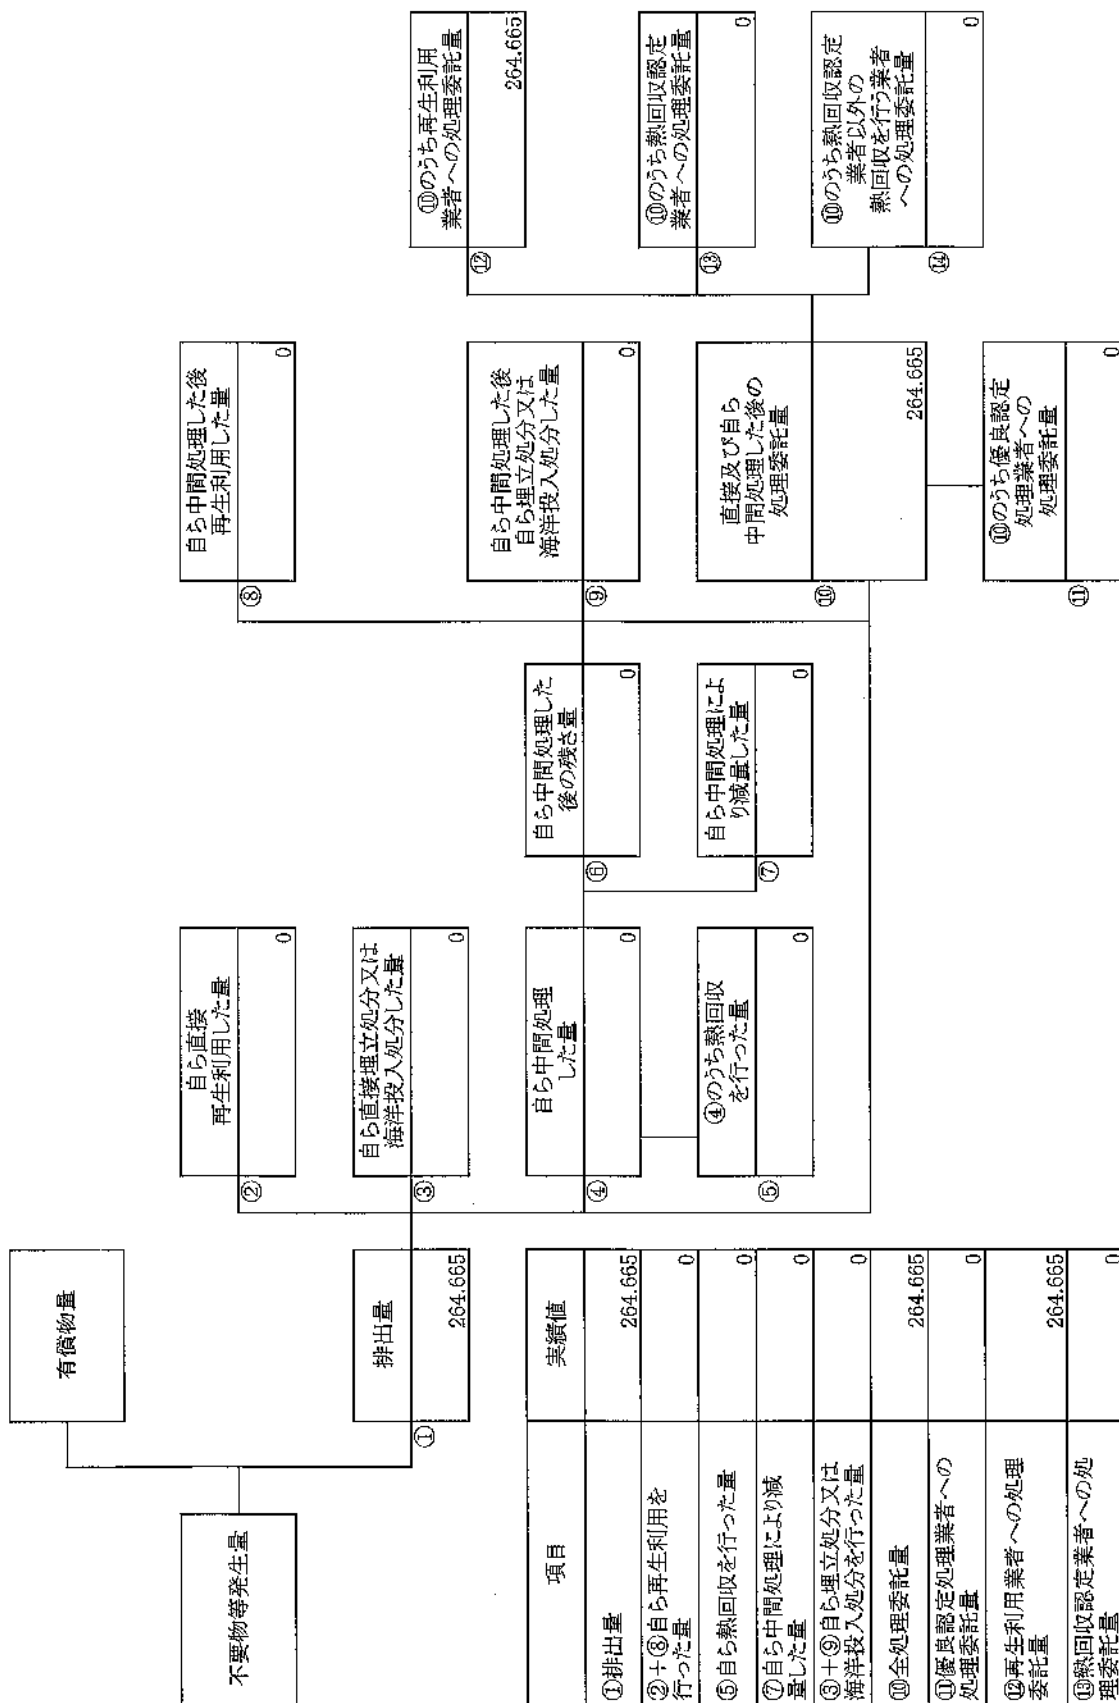 不要物等発生量
有償物量
①
排出量
264.665
②
自ら直接
再生利用した量
0
③
自ら直接埋立処分又は
海洋投入処分した量
0
④
自ら中間処理
した量
0
⑤
④のうち熱回収
を行った量
0
⑥
自ら中間処理した
後の残さ量
0
⑦
自ら中間処理によ
り減量した量
0
⑧
自ら中間処理した後
再生利用した量
0
⑨
自ら中間処理した後
自ら埋立処分又は
海洋投入処分した量
0
⑩
直接及び自ら
中間処理した後の
処理委託量
264.665
⑪
⑩のうち優良認定
処理業者への
処理委託量
0
⑫
⑩のうち再生利用
業者への処理委託量
264.665
⑬
⑩のうち熱回収認定
業者への処理委託量
0
⑭
⑩のうち熱回収認定
業者以外の
熱回収を行う業者
への処理委託量
0
項目
実績値
①排出量
264.665
②+⑧自ら再生利用を
行った量
0
⑤自ら熱回収を行った量
0
⑦自ら中間処理により減
量した量
0
③+⑨自ら埋立処分又は
海洋投入処分を行った量
0
⑩全処理委託量
264.665
⑪優良認定処理業者への
処理委託量
0
⑫再生利用業者への処理
委託量
264.665
⑬熱回収認定業者への処
理委託量
0